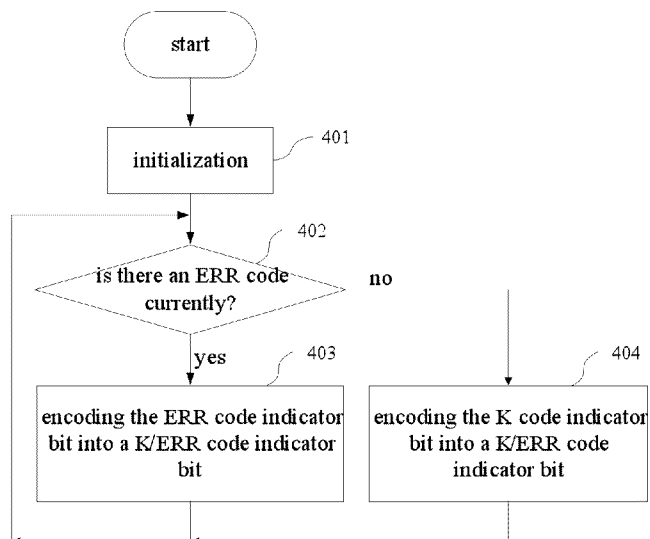 start
initialization
401
402
is there an ERR code
currently?
no
yes
403
404
encoding the ERR code indicator
bit into a K/ERR code indicator
bit
encoding the K code indicator
bit into a K/ERR code
indicator bit